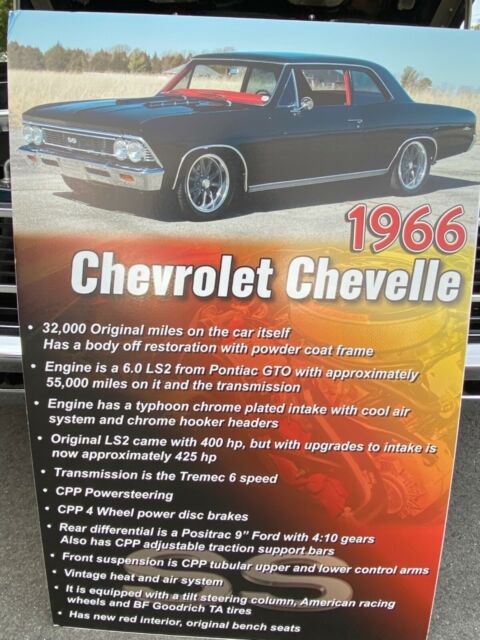 SS
1966
Chevrolet Chevelle
• 32,000 Original miles on the car itself
Has a body off restoration with powder coat frame
• Engine is a 6.0 LS2 from Pontiac GTO with approximately
55,000 miles on it and the transmission
• Engine has a typhoon chrome plated intake with cool air
system and chrome hooker headers
• Original LS2 came with 400 hp, but with upgrades to intake is
now approximately 425 hp
• Transmission is the Tremec 6 speed
• CPP Powersteering
• CPP 4 Wheel power disc brakes
• Rear differential is a Positrac 9" Ford with 4:10 gears
Also has CPP adjustable traction support bars
• Front suspension is CPP tubular upper and lower control arms
• Vintage heat and air system
• It is equipped with a tilt steering column, American racing
wheels and BF Goodrich TA tires
• Has new red interior, original bench seats
SS